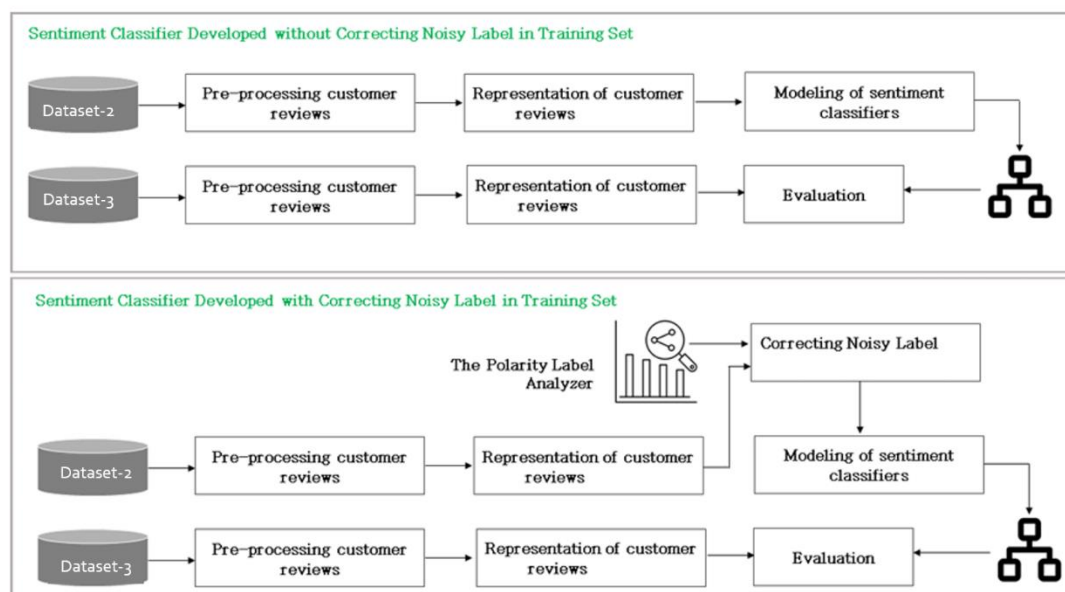 Sentiment Classifier Developed without Correcting Noisy Label in Training Set
Dataset-2
Pre-processing customer
reviews
Representation of customer
reviews
Modeling of sentiment
classifiers
Dataset-3
Pre-processing customer
reviews
Representation of customer
reviews
Evaluation
Sentiment Classifier Developed with Correcting Noisy Label in Training Set
The Polarity Label
Analyzer
Correcting Noisy Label
Dataset-2
Pre-processing customer
reviews
Representation of customer
reviews
Modeling of sentiment
classifiers
Dataset-3
Pre-processing customer
reviews
Representation of customer
reviews
Evaluation